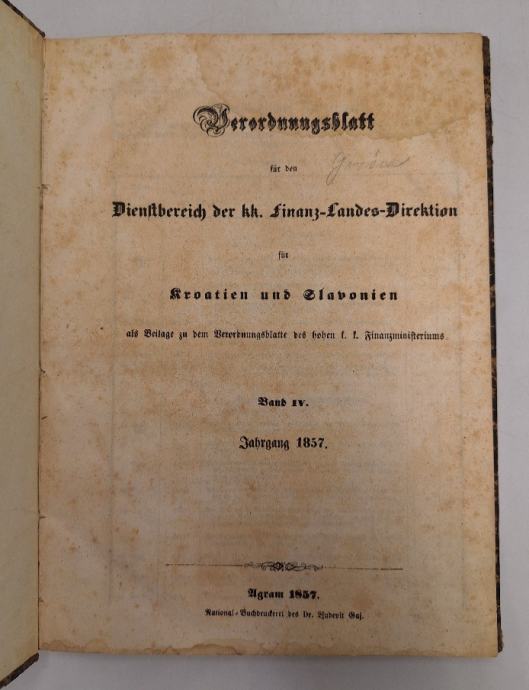 Verordnungsblatt
für den
Dienstbereich der kk. Finanz-Landes-Direktion
für
Kroatien und Slavonien
als Beilage zu dem Verordnungsblatte des hohen k. k. Finanzministeriums
Band IV.
Jahrgang 1857.
Agram 1857.
National-Buchdruckerei des Dr. Ljudevit Gaj.